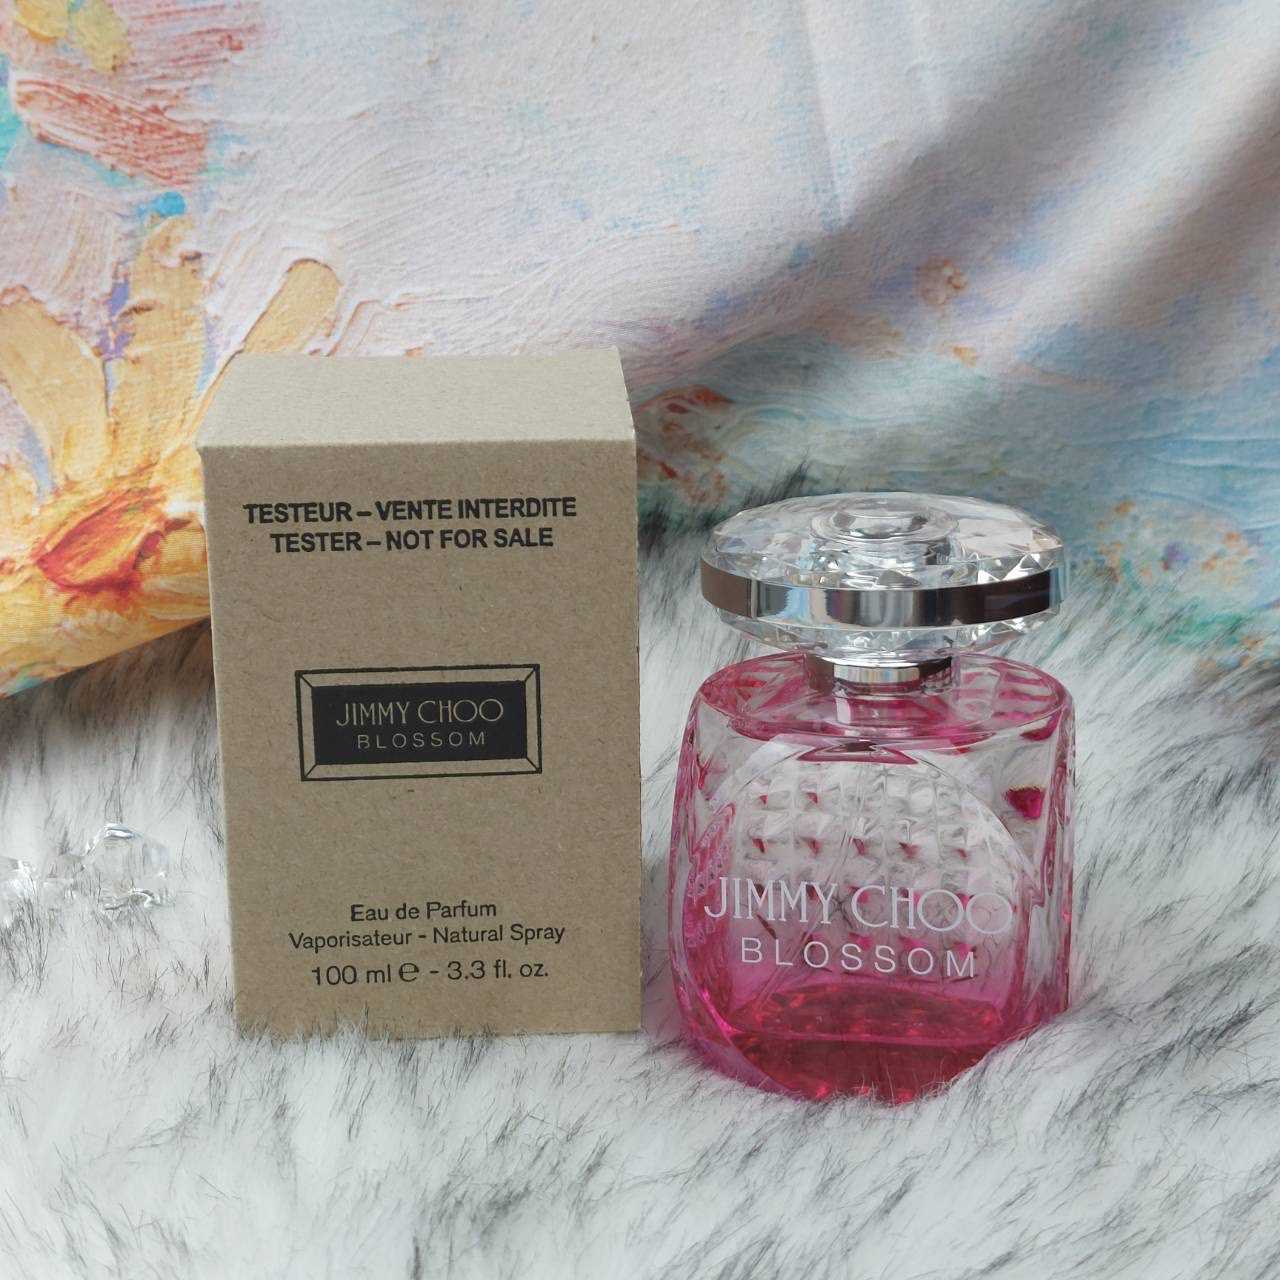 TESTEUR – VENTE INTERDITE
TESTER – NOT FOR SALE
JIMMY CHOO
BLOSSOM
Eau de Parfum
Vaporisateur - Natural Spray
100 ml ℮ - 3.3 fl. oz.
JIMMY CHOO
BLOSSOM